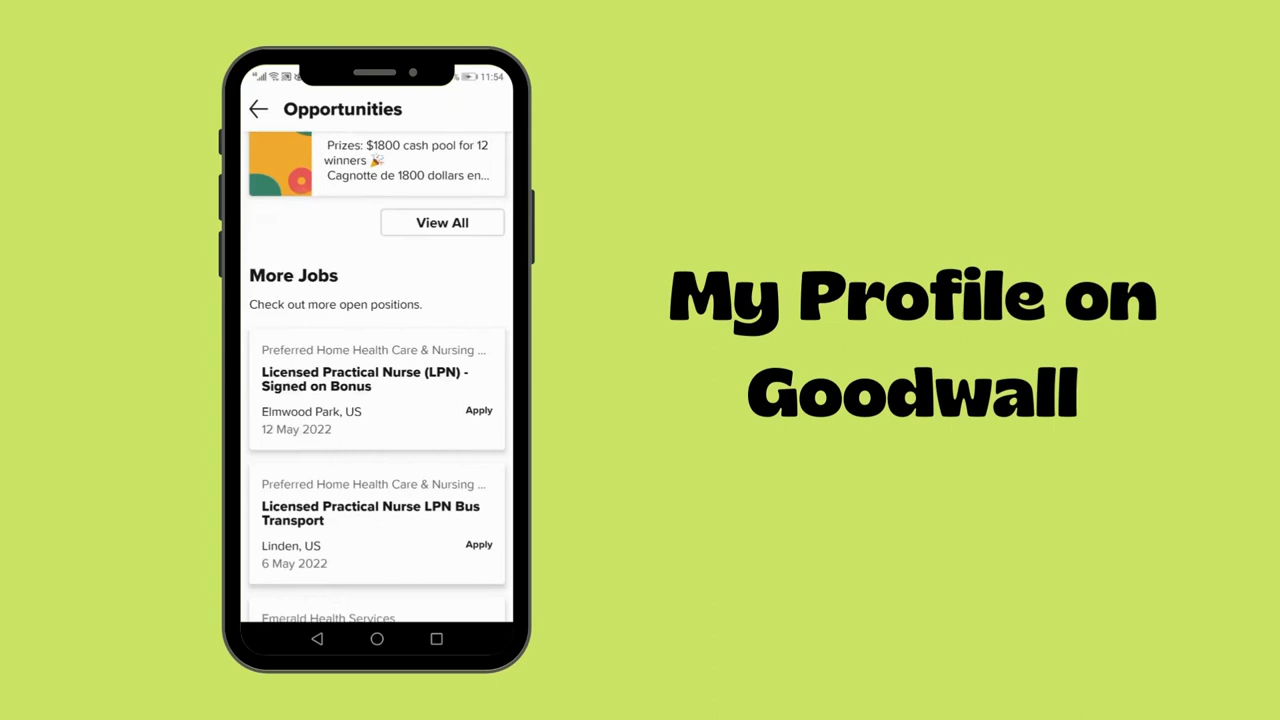 11:54
Opportunities
Prizes: $1800 cash pool for 12
winners 🎉
Cagnotte de 1800 dollars en...
View All
More Jobs
Check out more open positions.
Preferred Home Health Care & Nursing ...
Licensed Practical Nurse (LPN) -
Signed on Bonus
Elmwood Park, US
Apply
12 May 2022
Preferred Home Health Care & Nursing ...
Licensed Practical Nurse LPN Bus
Transport
Linden, US
Apply
6 May 2022
Emerald Health Services
My Profile on
Goodwall